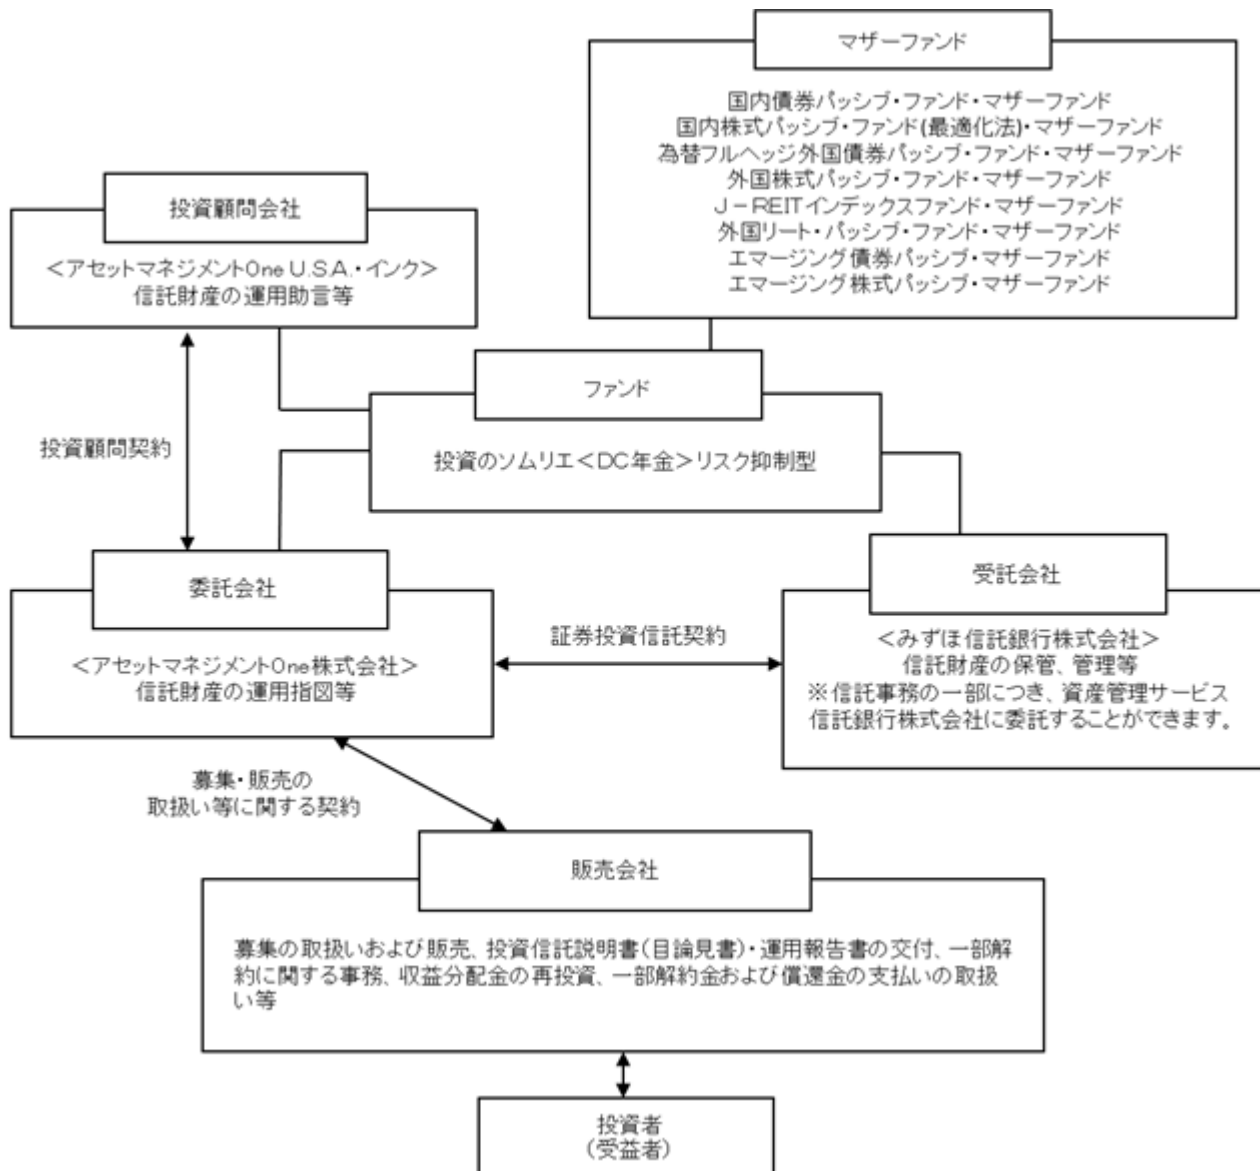 マザーファンド
国内債券パッシブ・ファンド・マザーファンド
国内株式パッシブ・ファンド(最適化法)・マザーファンド
為替フルヘッジ外国債券パッシブ・ファンド・マザーファンド
外国株式パッシブ・ファンド・マザーファンド
J－REITインデックスファンド・マザーファンド
外国リート・パッシブ・ファンド・マザーファンド
エマージング債券パッシブ・マザーファンド
エマージング株式パッシブ・マザーファンド
投資顧問会社
＜アセットマネジメントOne U.S.A.・インク＞
信託財産の運用助言等
ファンド
投資のソムリエ＜DC年金＞リスク抑制型
投資顧問契約
委託会社
＜アセットマネジメントOne株式会社＞
信託財産の運用指図等
証券投資信託契約
受託会社
＜みずほ信託銀行株式会社＞
信託財産の保管、管理等
※信託事務の一部につき、資産管理サービス
信託銀行株式会社に委託することができます。
募集・販売の
取扱い等に関する契約
販売会社
募集の取扱いおよび販売、投資信託説明書(目論見書)・運用報告書の交付、一部解
約に関する事務、収益分配金の再投資、一部解約金および償還金の支払いの取扱
い等
投資者
(受益者)